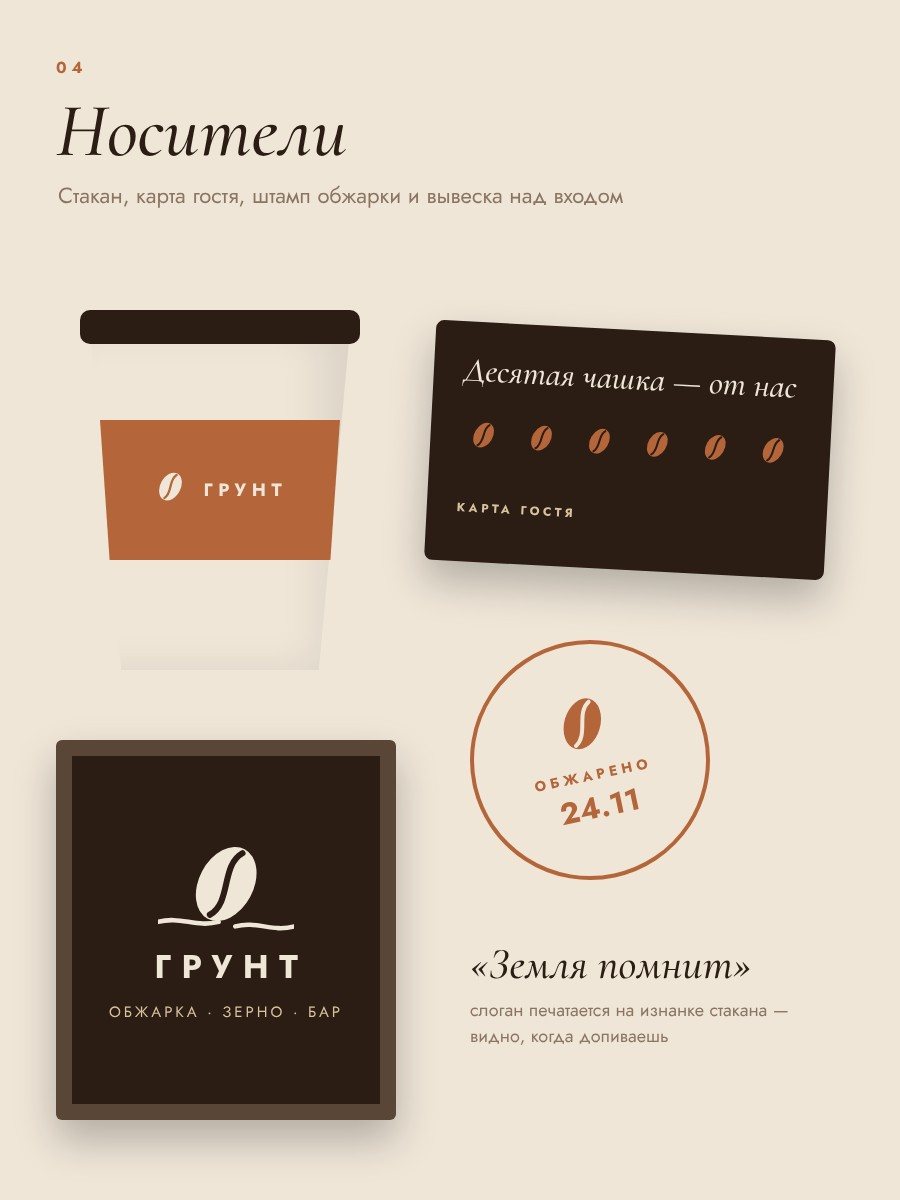 04
Носители
Стакан, карта гостя, штамп обжарки и вывеска над входом
ГРУНТ
Десятая чашка — от нас
КАРТА ГОСТЯ
ОБЖАРЕНО
24.11
ГРУНТ
ОБЖАРКА · ЗЕРНО · БАР
«Земля помнит»
слоган печатается на изнанке стакана —
видно, когда допиваешь